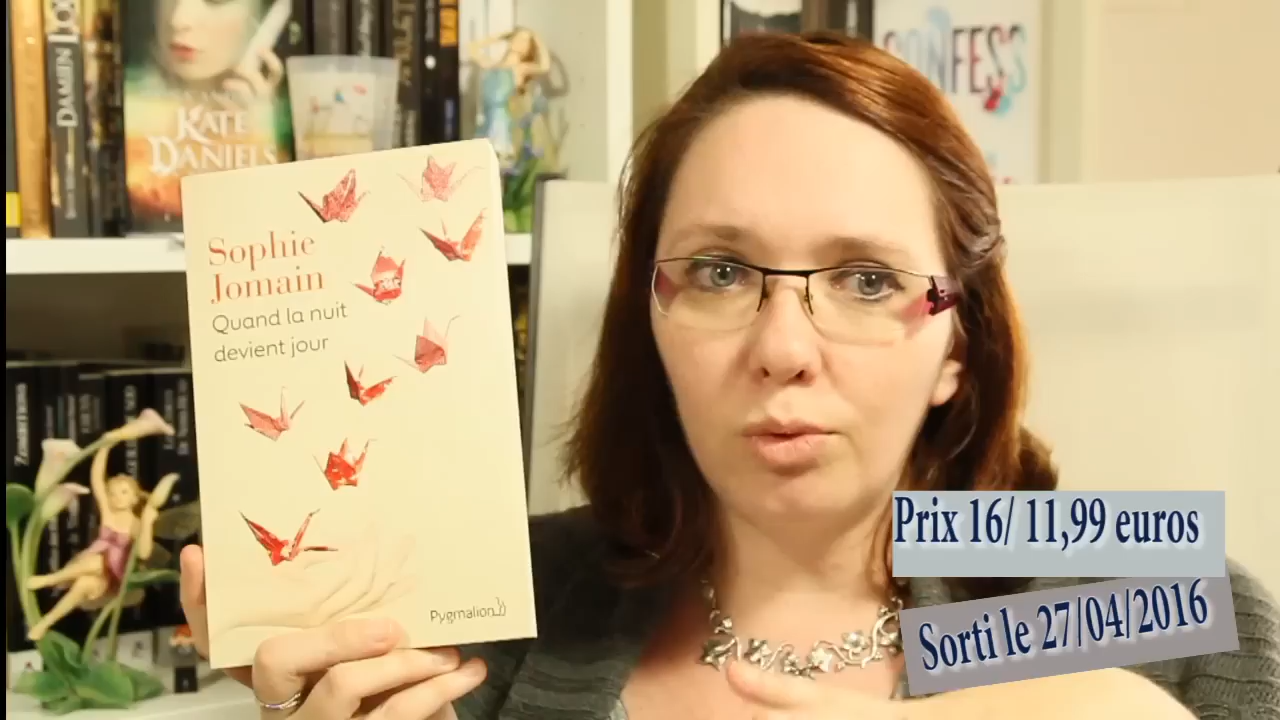 DAMIEN
KATE
DANIELS
CONFESS
Sophie
Jomain
Quand la nuit
devient jour
Pygmalion
Prix 16/ 11,99 euros
Sorti le 27/04/2016